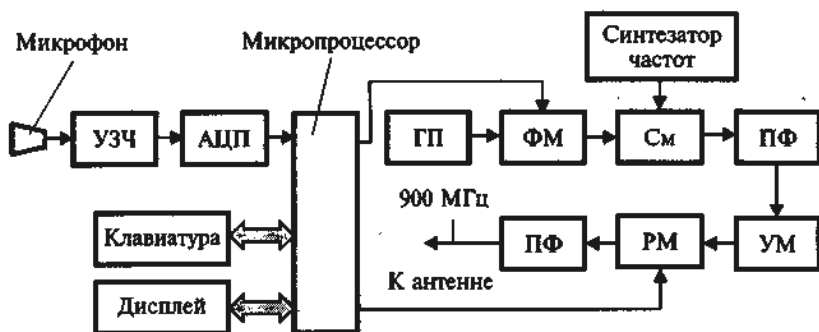 Микрофон
Микропроцессор
Синтезатор
частот
УЗЧ
АЦП
ГП
ФМ
См
ПФ
900 МГц
Клавиатура
ПФ
РМ
УМ
К антенне
Дисплей